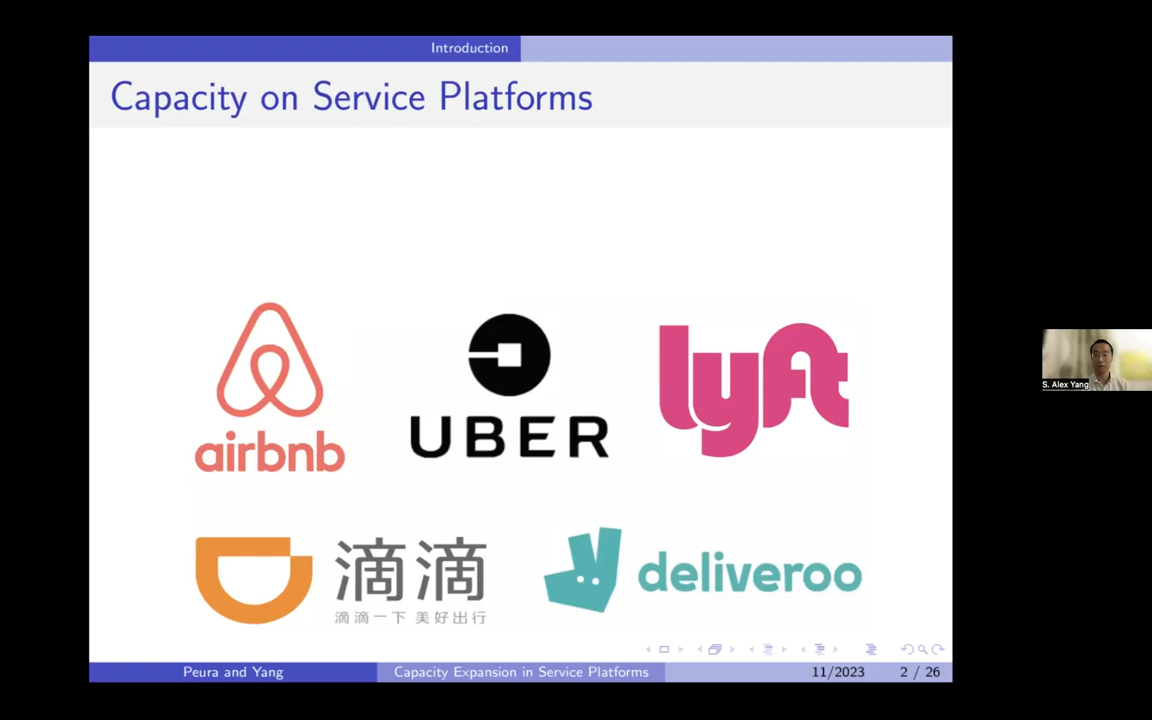 Introduction
Capacity on Service Platforms
airbnb
UBER
lyft
滴滴
滴滴一下 美好出行
deliveroo
S. Alex Yang
Peura and Yang
Capacity Expansion in Service Platforms
11/2023
2 / 26